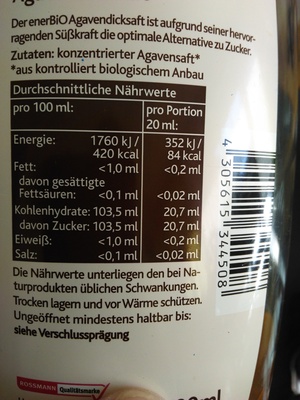 Der enerBiO Agavendicksaft ist aufgrund seiner hervor-
ragenden Süßkraft die optimale Alternative zu Zucker.
Zutaten: konzentrierter Agavensaft*
*aus kontrolliert biologischem Anbau
Durchschnittliche Nährwerte
pro 100 ml: pro Portion
20 ml:
Energie: 1760 kJ/ 352 kJ/
420 kcal 84 kcal
Fett: <1,0 ml <0,2 ml
davon gesättigte
Fettsäuren: <0,1 ml <0,02 ml
Kohlenhydrate: 103,5 ml 20,7 ml
davon Zucker: 103,5 ml 20,7 ml
Eiweiß: <1,0 ml <0,2 ml
Salz: <0,1 ml <0,02 ml
Die Nährwerte unterliegen den bei Na-
turprodukten üblichen Schwankungen.
Trocken lagern und vor Wärme schützen.
Ungeöffnet mindestens haltbar bis:
siehe Verschlussprägung
4 305615 344508
ROSSMANN Qualitätsmarke
ml